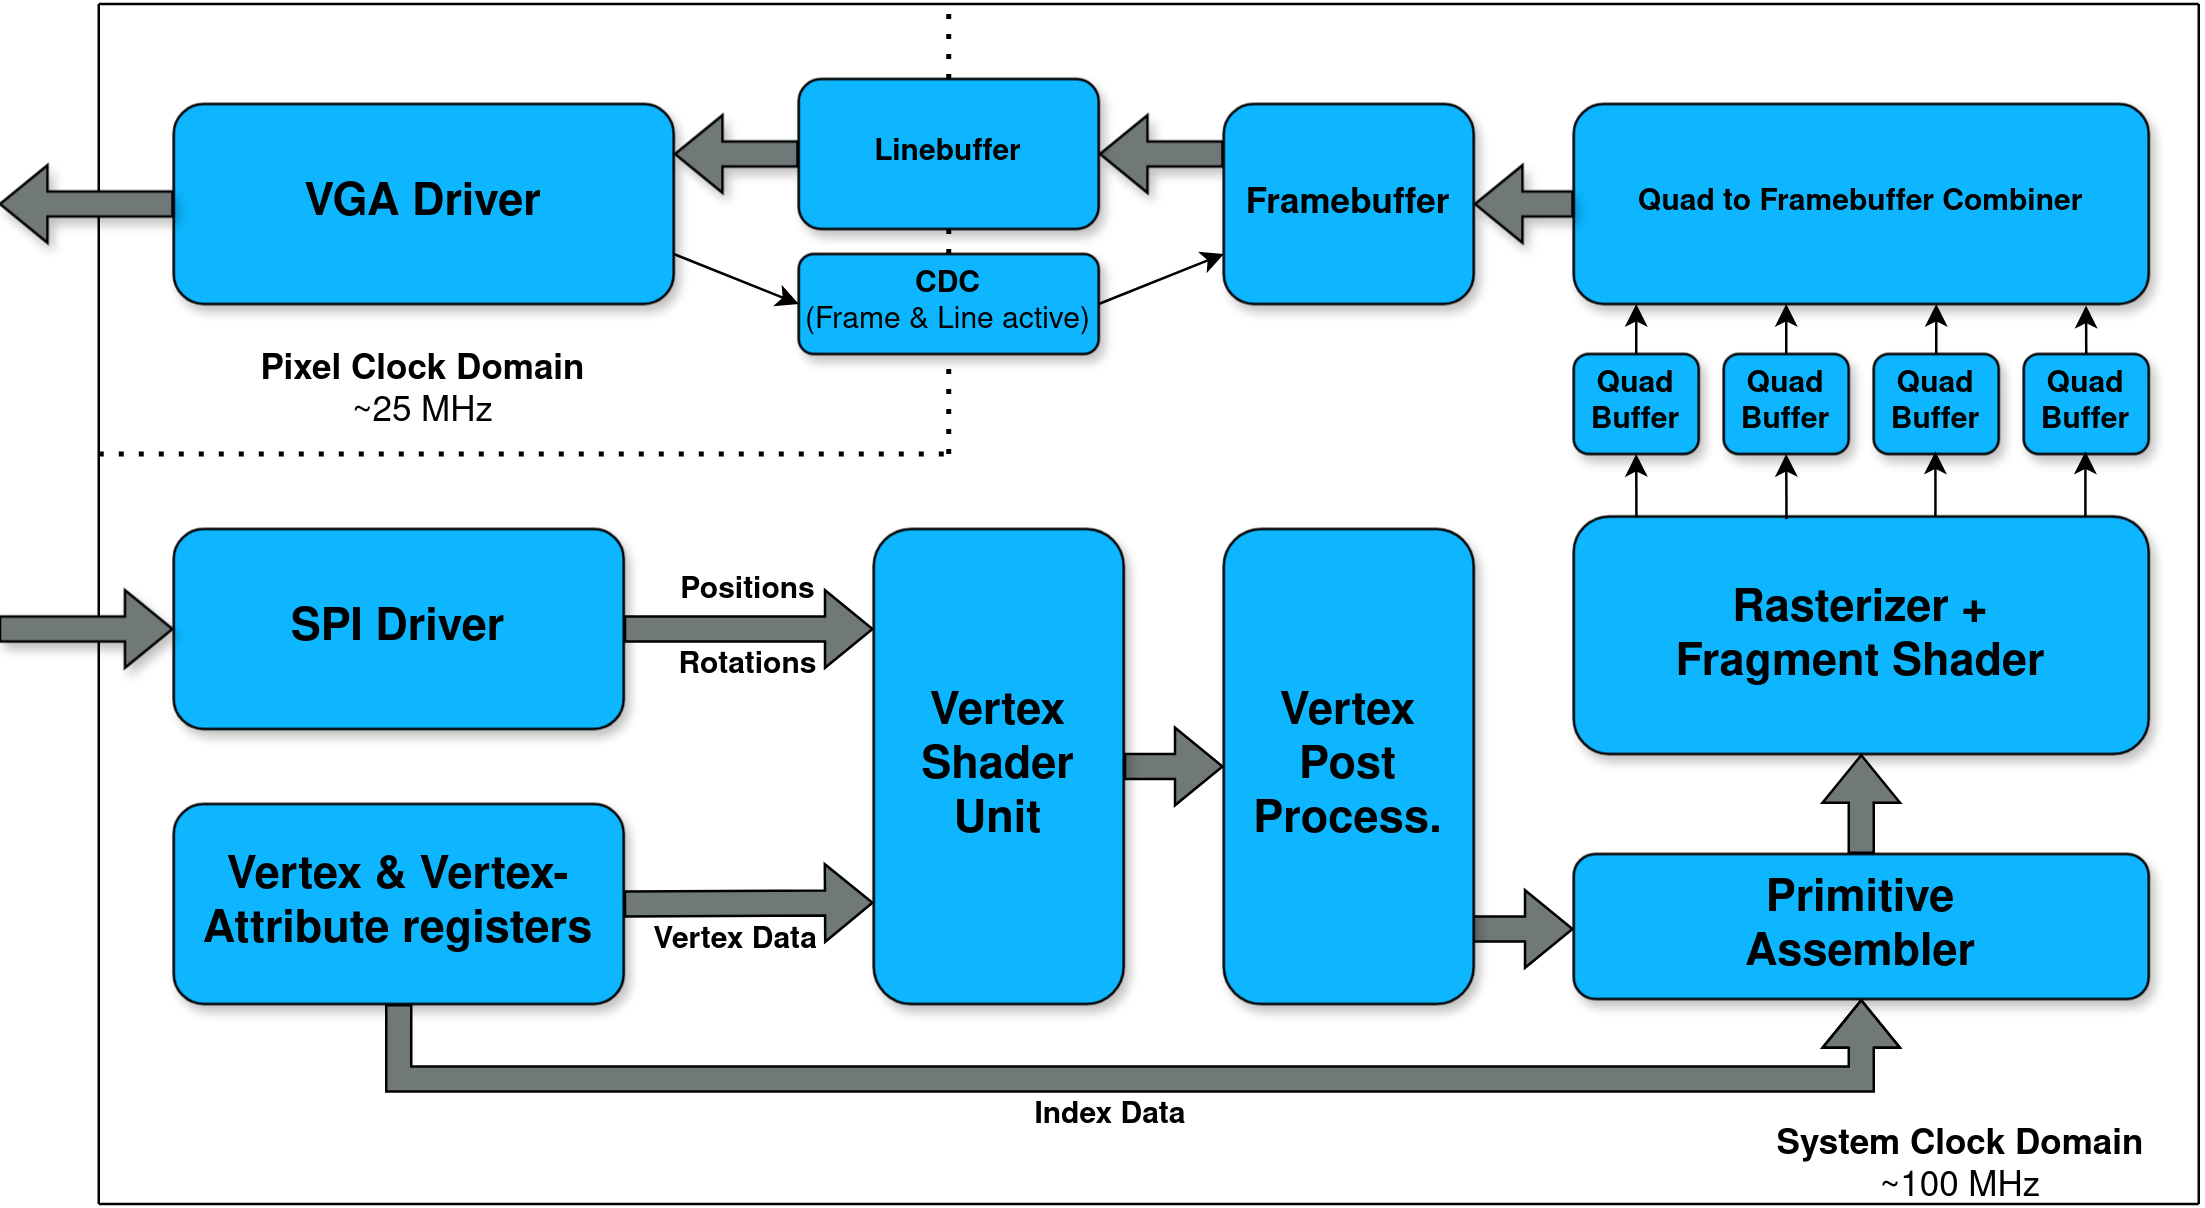 VGA Driver
Linebuffer
CDC
(Frame & Line active)
Framebuffer
Quad to Framebuffer Combiner
Pixel Clock Domain
~25 MHz
Quad
Buffer
Quad
Buffer
Quad
Buffer
Quad
Buffer
SPI Driver
Positions
Rotations
Vertex & Vertex-
Attribute registers
Vertex Data
Vertex
Shader
Unit
Vertex
Post
Process.
Rasterizer +
Fragment Shader
Primitive
Assembler
Index Data
System Clock Domain
~100 MHz